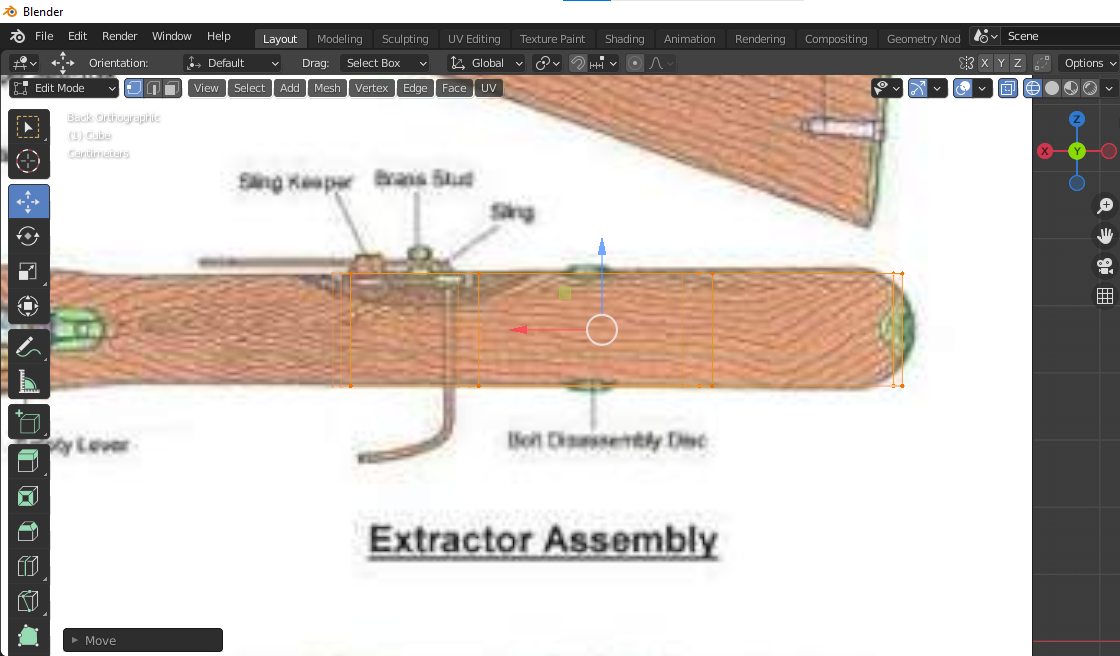 Blender
File Edit Render Window Help Layout Modeling Sculpting UV Editing Texture Paint Shading Animation Rendering Compositing Geometry Nod Scene
Orientation: Default Drag: Select Box Global X Y Z Options
Edit Mode View Select Add Mesh Vertex Edge Face UV
Back Orthographic
(1) Cube
Centimeters
Z
X Y
Sling Keeper Brass Stud
Sling
ety Lever Bolt Disassembly Disc
Extractor Assembly
Move